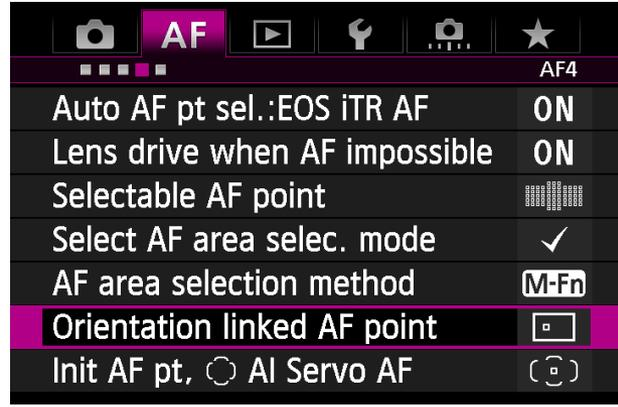 AF
AF4
Auto AF pt sel.:EOS iTR AF ON
Lens drive when AF impossible ON
Selectable AF point
Select AF area selec. mode
AF area selection method M-Fn
Orientation linked AF point
Init AF pt, AI Servo AF